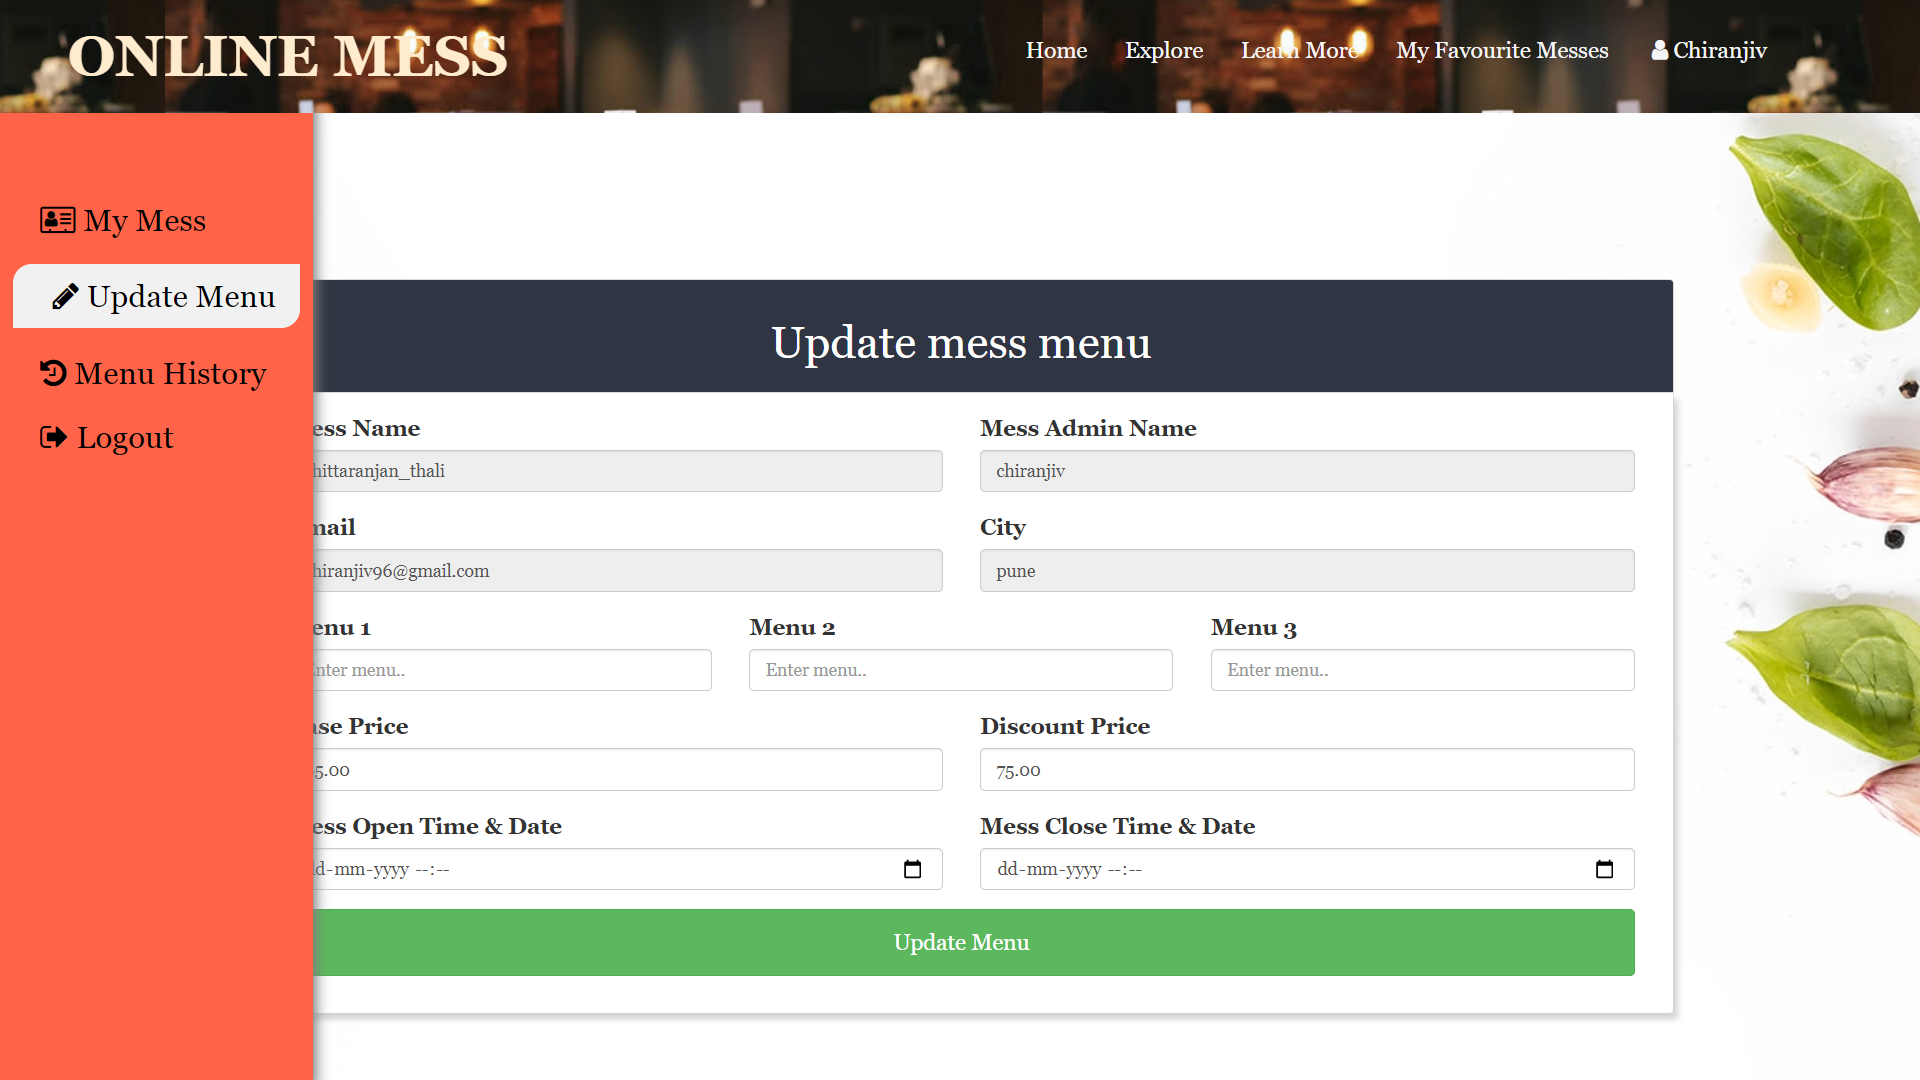 ONLINE MESS
Home Explore Learn More My Favourite Messes Chiranjiv
My Mess
Update Menu
Menu History
Logout
Update mess menu
ess Name Mess Admin Name
hittaranjan_thali chiranjiv
mail City
hiranjiv96@gmail.com pune
enu 1 Menu 2 Menu 3
nter menu.. Enter menu.. Enter menu..
ase Price Discount Price
5.00 75.00
ess Open Time & Date Mess Close Time & Date
dd-mm-yyyy --:-- dd-mm-yyyy --:--
Update Menu